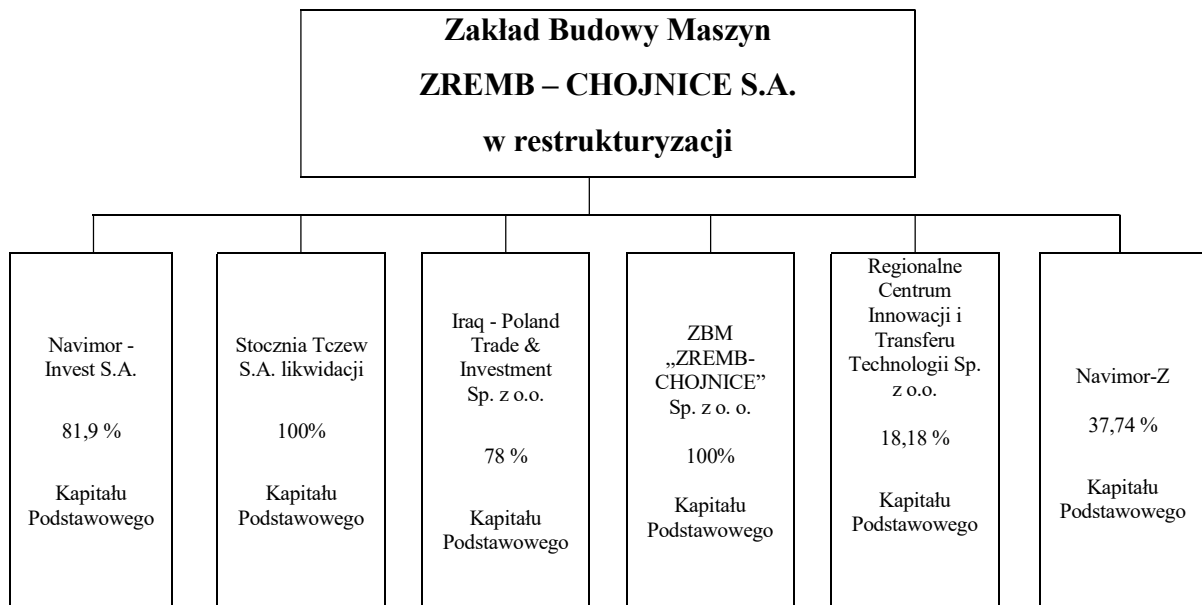 Zakład Budowy Maszyn
ZREMB – CHOJNICE S.A.
w restrukturyzacji
Navimor -
Invest S.A.
81,9 %
Kapitału
Podstawowego
Stocznia Tczew
S.A. likwidacji
100%
Kapitału
Podstawowego
Iraq - Poland
Trade &
Investment
Sp. z o.o.
78 %
Kapitału
Podstawowego
ZBM
„ZREMB-
CHOJNICE”
Sp. z o. o.
100%
Kapitału
Podstawowego
Regionalne
Centrum
Innowacji i
Transferu
Technologii Sp.
z o.o.
18,18 %
Kapitału
Podstawowego
Navimor-Z
37,74 %
Kapitału
Podstawowego